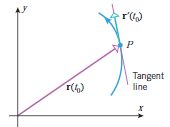 y
r′(t₀)
P
Tangent
line
r(t₀)
x